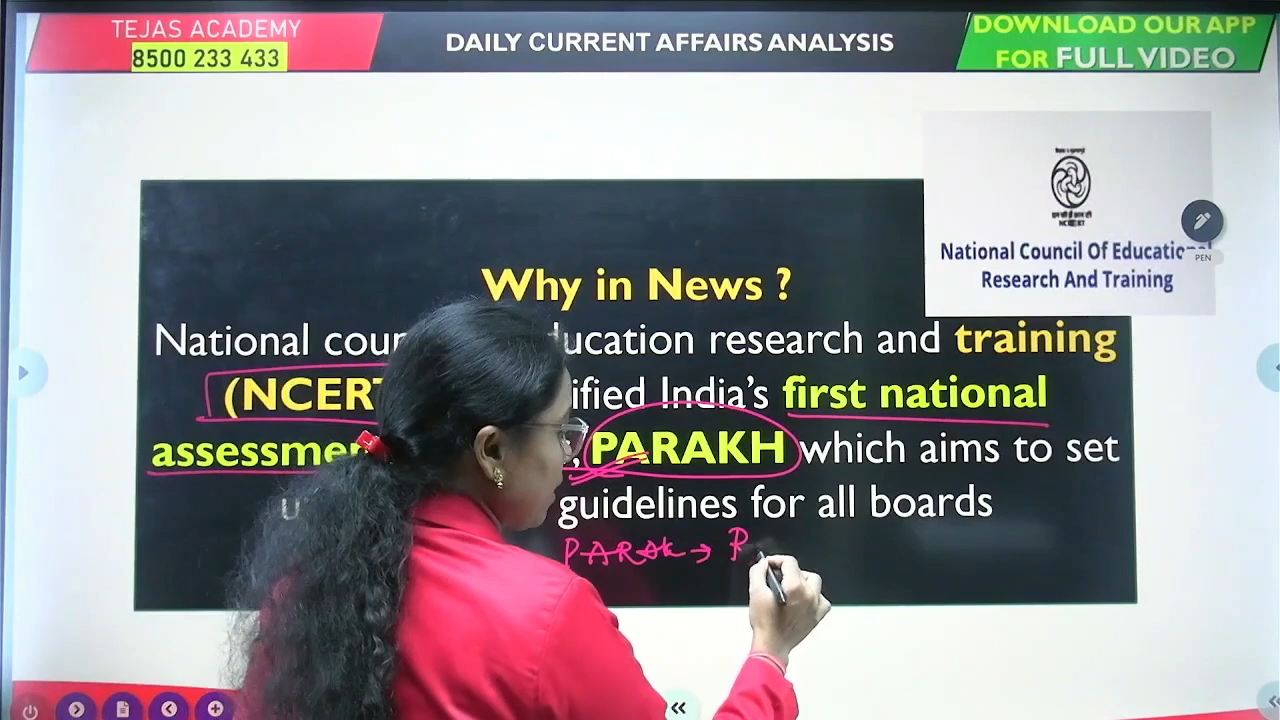 TEJAS ACADEMY
8500 233 433
DAILY CURRENT AFFAIRS ANALYSIS
DOWNLOAD OUR APP
FOR FULL VIDEO
NCERT
National Council Of Educational
Research And Training
PEN
Why in News ?
National coun ucation research and training
(NCERT ified India's first national
assessme , PARAKH which aims to set
u guidelines for all boards
PARAK → P